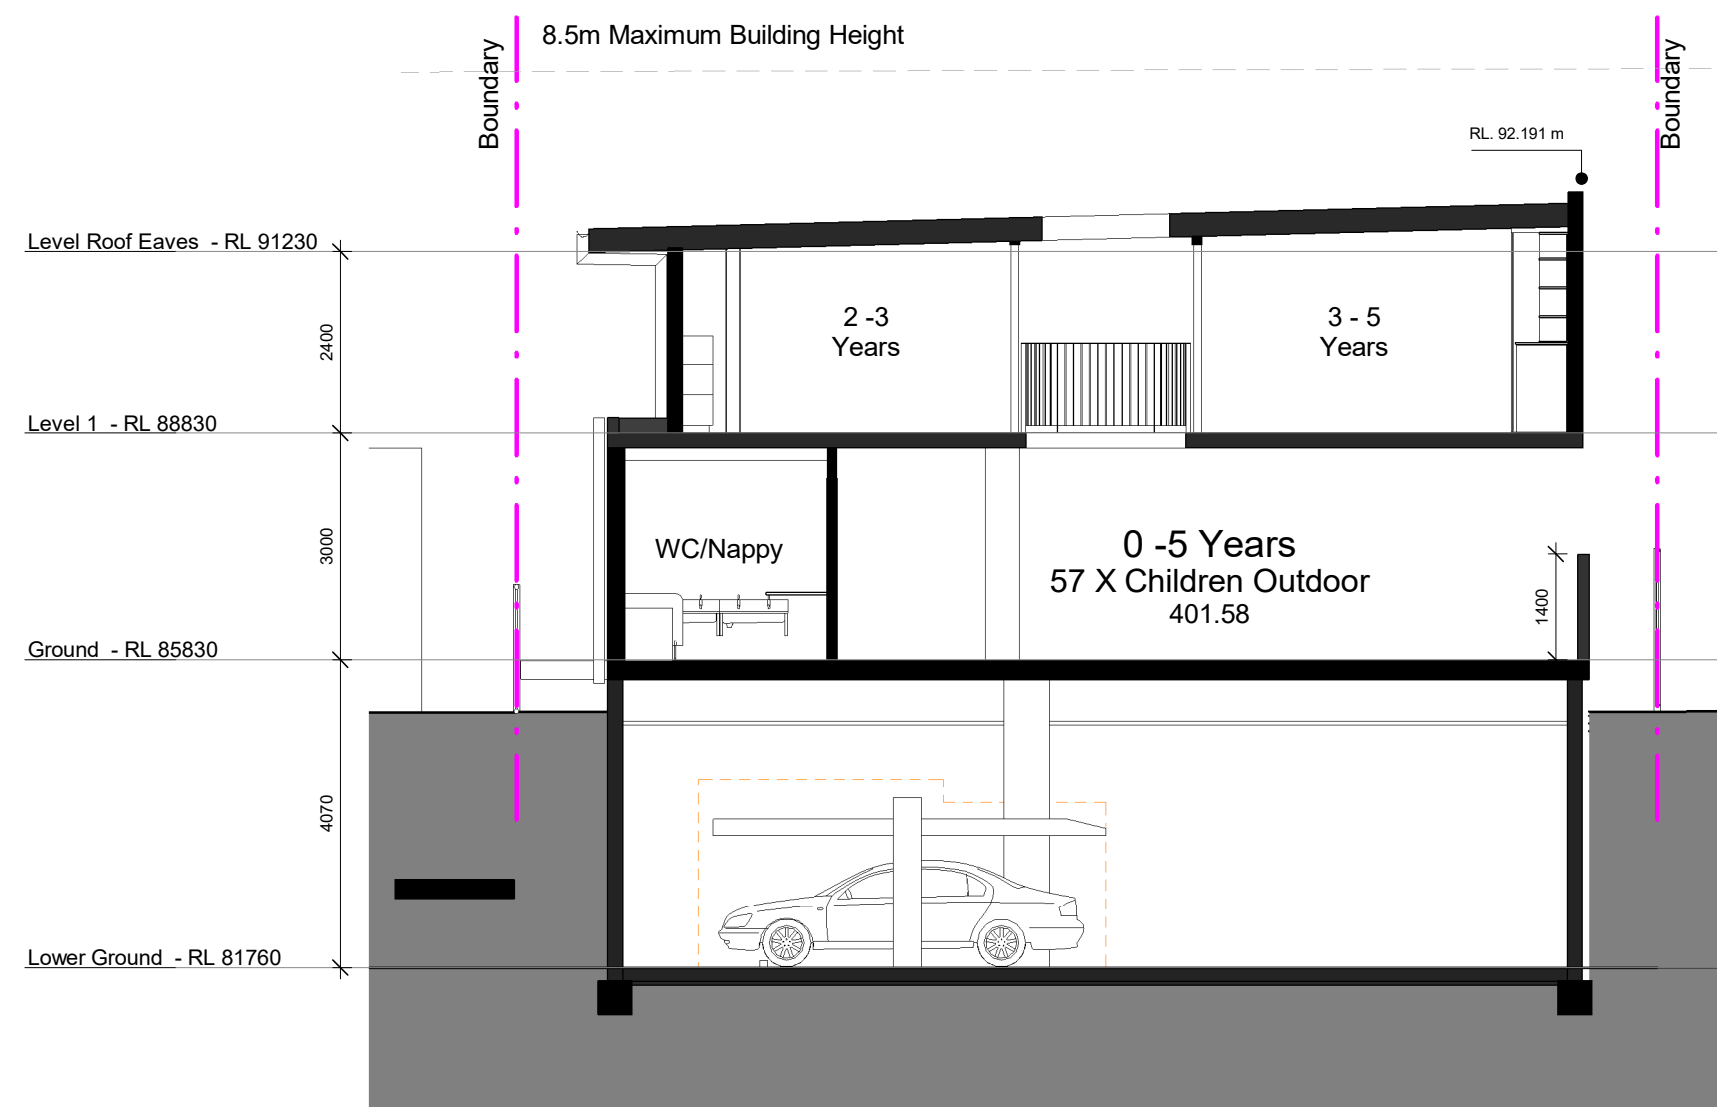 8.5m Maximum Building Height
Boundary
Boundary
RL. 92.191 m
Level Roof Eaves - RL 91230
2400
2 -3
Years
3 - 5
Years
Level 1 - RL 88830
3000
WC/Nappy
0 -5 Years
57 X Children Outdoor
401.58
1400
Ground - RL 85830
4070
Lower Ground - RL 81760